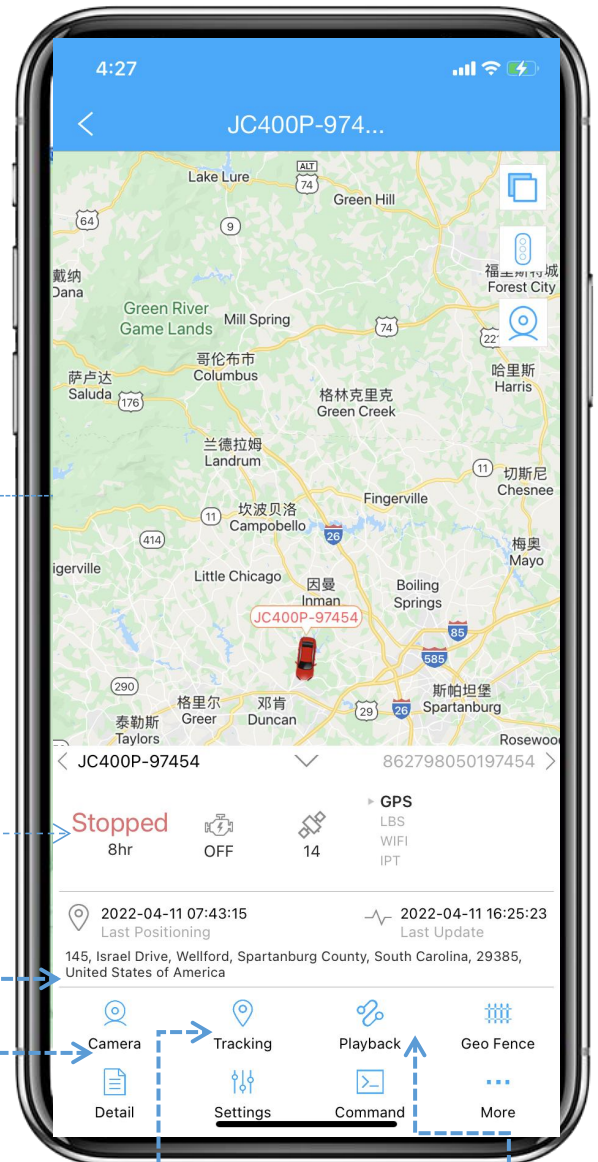 4:27
JC400P-974...
Lake Lure
ALT
74
Green Hill
64
9
戴纳
Dana
福里斯特城
Forest City
Green River
Game Lands
Mill Spring
74
221
哥伦布市
Columbus
哈里斯
Harris
萨卢达
Saluda
176
格林克里克
Green Creek
兰德拉姆
Landrum
11
切斯尼
Chesnee
Fingerville
11
坎波贝洛
Campobello
26
414
梅奥
Mayo
igerville
Little Chicago
因曼
Inman
Boiling
Springs
JC400P-97454
85
585
290
斯帕坦堡
Spartanburg
格里尔
Greer
邓肯
Duncan
29
26
泰勒斯
Taylors
Rosewoo
JC400P-97454
862798050197454
Stopped
8hr
OFF
14
GPS
LBS
WIFI
IPT
2022-04-11 07:43:15
Last Positioning
2022-04-11 16:25:23
Last Update
145, Israel Drive, Wellford, Spartanburg County, South Carolina, 29385,
United States of America
Camera
Tracking
Playback
Geo Fence
Detail
Settings
Command
More